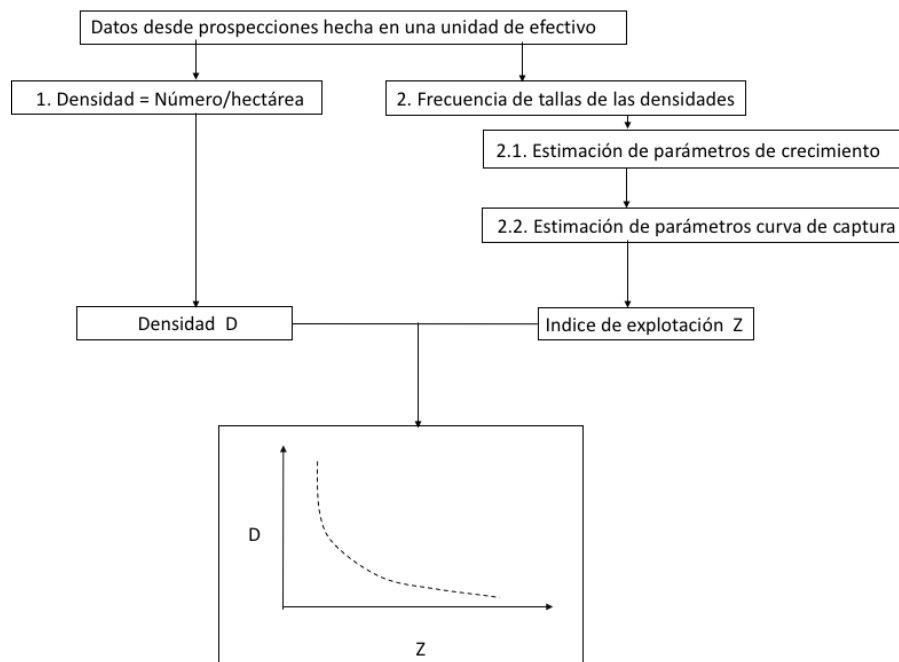 Datos desde prospecciones hecha en una unidad de efectivo
1. Densidad = Número/hectárea
2. Frecuencia de tallas de las densidades
2.1. Estimación de parámetros de crecimiento
2.2. Estimación de parámetros curva de captura
Densidad D
Indice de explotación Z
D
Z